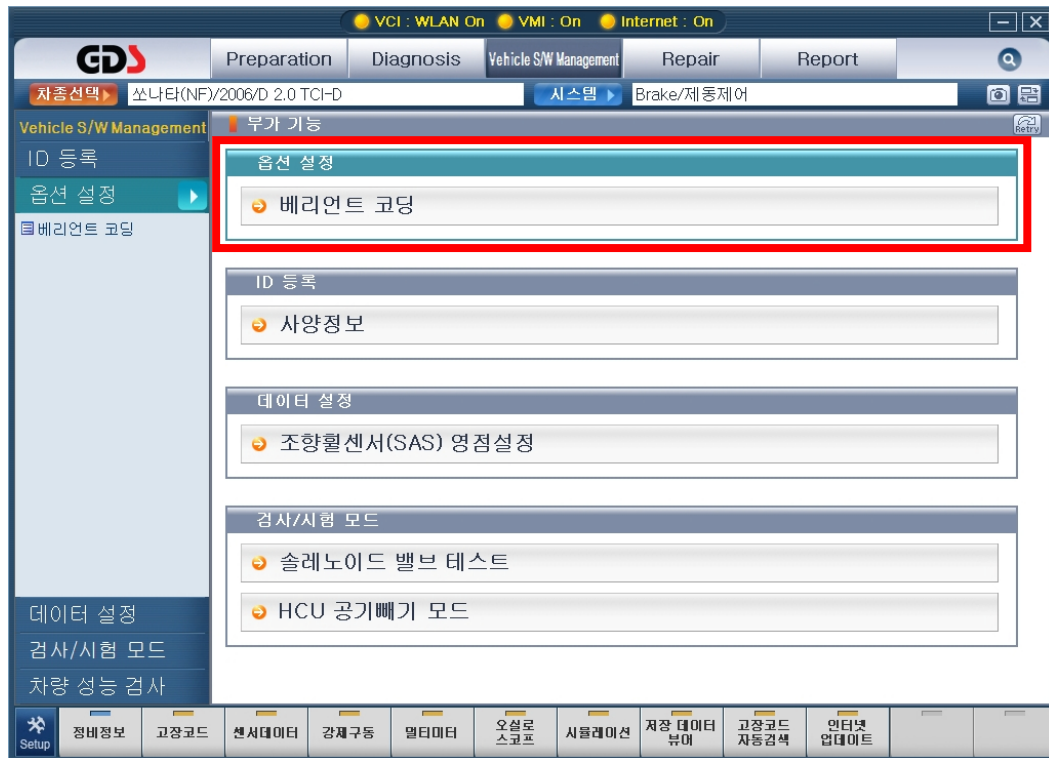 VCI : WLAN On VMI : On Internet : On
GDS Preparation Diagnosis Vehicle S/W Management Repair Report
차종선택 쏘나타(NF)/2006/D 2.0 TCI-D 시스템 Brake/제동제어
Vehicle S/W Management
ID 등록
옵션 설정
베리언트 코딩
데이터 설정
검사/시험 모드
차량 성능 검사
부가 기능 Retry
옵션 설정
베리언트 코딩
ID 등록
사양정보
데이터 설정
조향휠센서(SAS) 영점설정
검사/시험 모드
솔레노이드 밸브 테스트
HCU 공기빼기 모드
Setup 정비정보 고장코드 센서데이터 강제구동 멀티미터 오실로 스코프 시뮬레이션 저장 데이터 뷰어 고장코드 자동검색 인터넷 업데이트